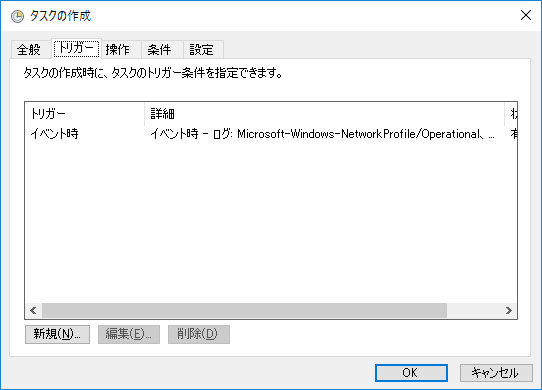 タスクの作成
全般 トリガー 操作 条件 設定
タスクの作成時に、タスクのトリガー条件を指定できます。
トリガー 詳細
イベント時 イベント時 - ログ: Microsoft-Windows-NetworkProfile/Operational、...
新規(N)... 編集(E)... 削除(D)
OK キャンセル